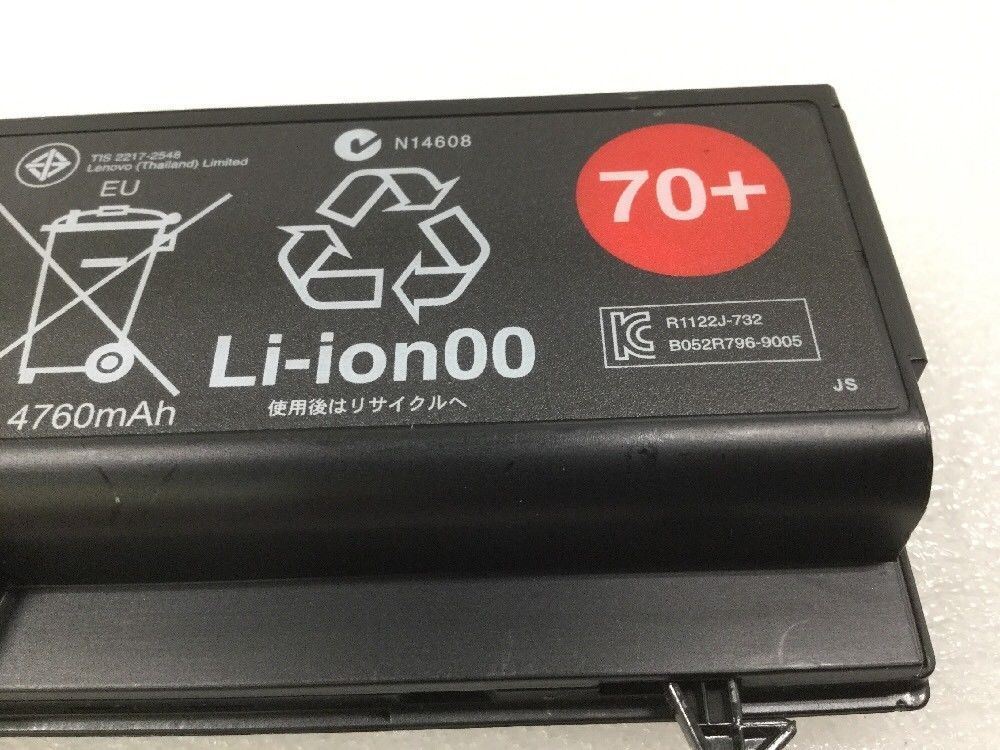 TIS 2217-2548
Lenovo (Thailand) Limited
EU
N14608
70+
R1122J-732
B052R796-9005
Li-ion00
4760mAh
使用後はリサイクルへ
JS